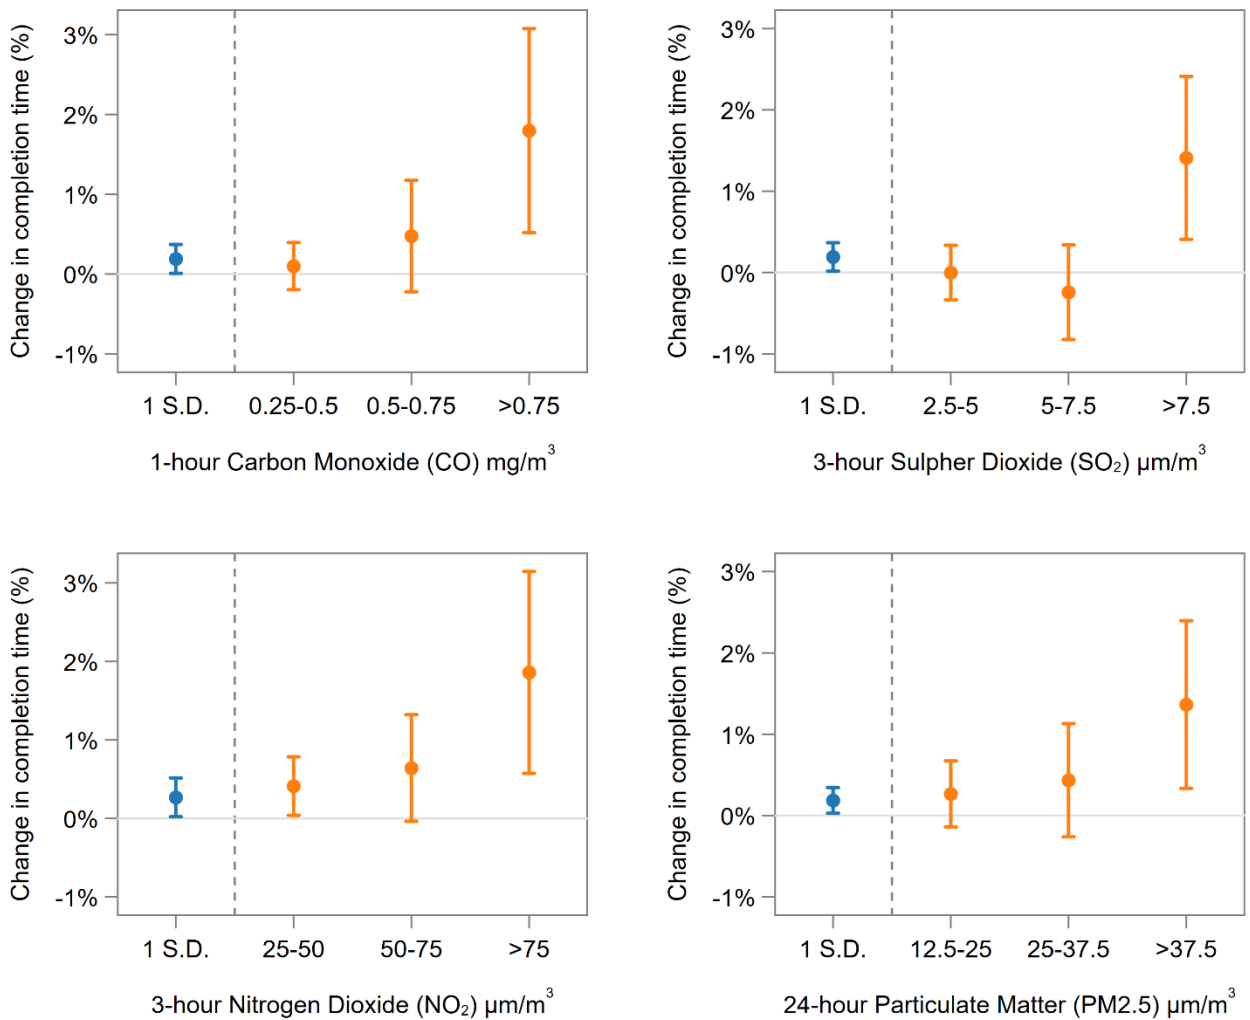 Change in completion time (%)
3%
2%
1%
0%
-1%
1 S.D. 0.25-0.5 0.5-0.75 >0.75
1-hour Carbon Monoxide (CO) mg/m³
Change in completion time (%)
3%
2%
1%
0%
-1%
1 S.D. 2.5-5 5-7.5 >7.5
3-hour Sulpher Dioxide (SO₂) µm/m³
Change in completion time (%)
3%
2%
1%
0%
-1%
1 S.D. 25-50 50-75 >75
3-hour Nitrogen Dioxide (NO₂) µm/m³
Change in completion time (%)
3%
2%
1%
0%
-1%
1 S.D. 12.5-25 25-37.5 >37.5
24-hour Particulate Matter (PM2.5) µm/m³